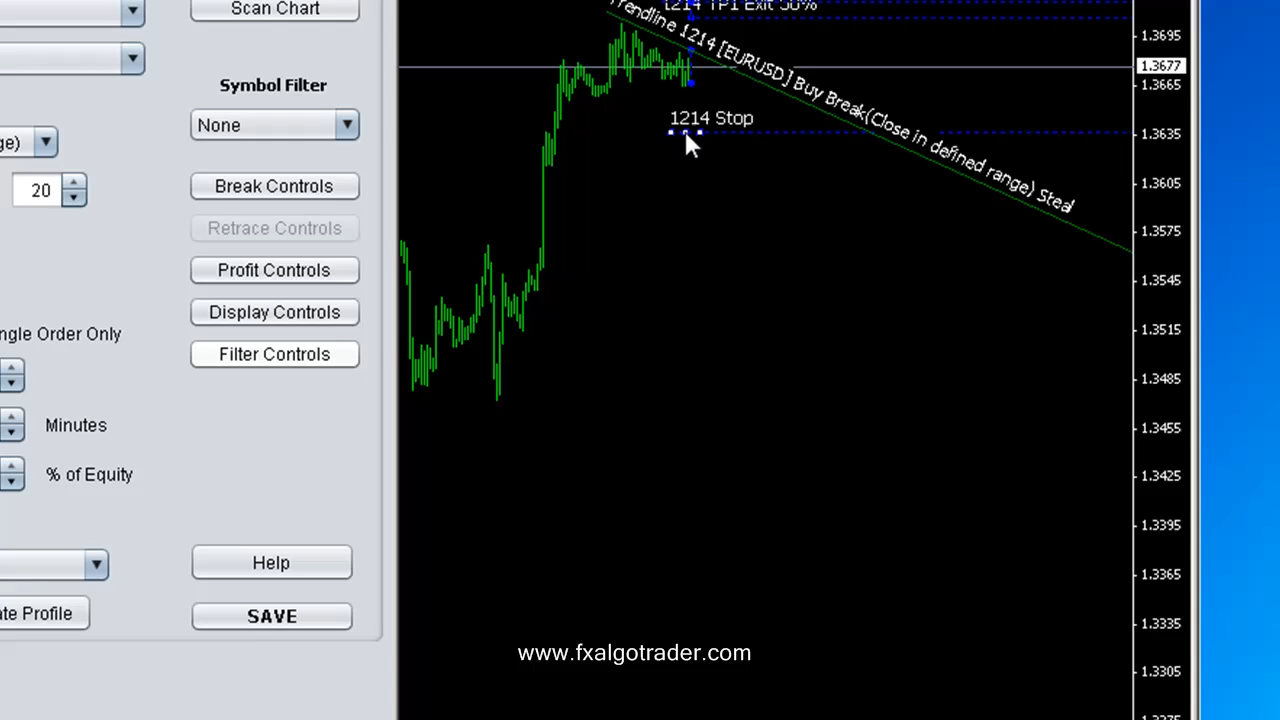 Scan Chart
Symbol Filter
None
ge)
20
Break Controls
Retrace Controls
Profit Controls
Display Controls
Filter Controls
ngle Order Only
Minutes
% of Equity
Help
te Profile
SAVE
1214 TP1 Exit 50%
Trendline 1214 [EURUSD] Buy Break(Close in defined range) Steal
1214 Stop
1.3695
1.3677
1.3665
1.3635
1.3605
1.3575
1.3545
1.3515
1.3485
1.3455
1.3425
1.3395
1.3365
1.3335
1.3305
www.fxalgotrader.com